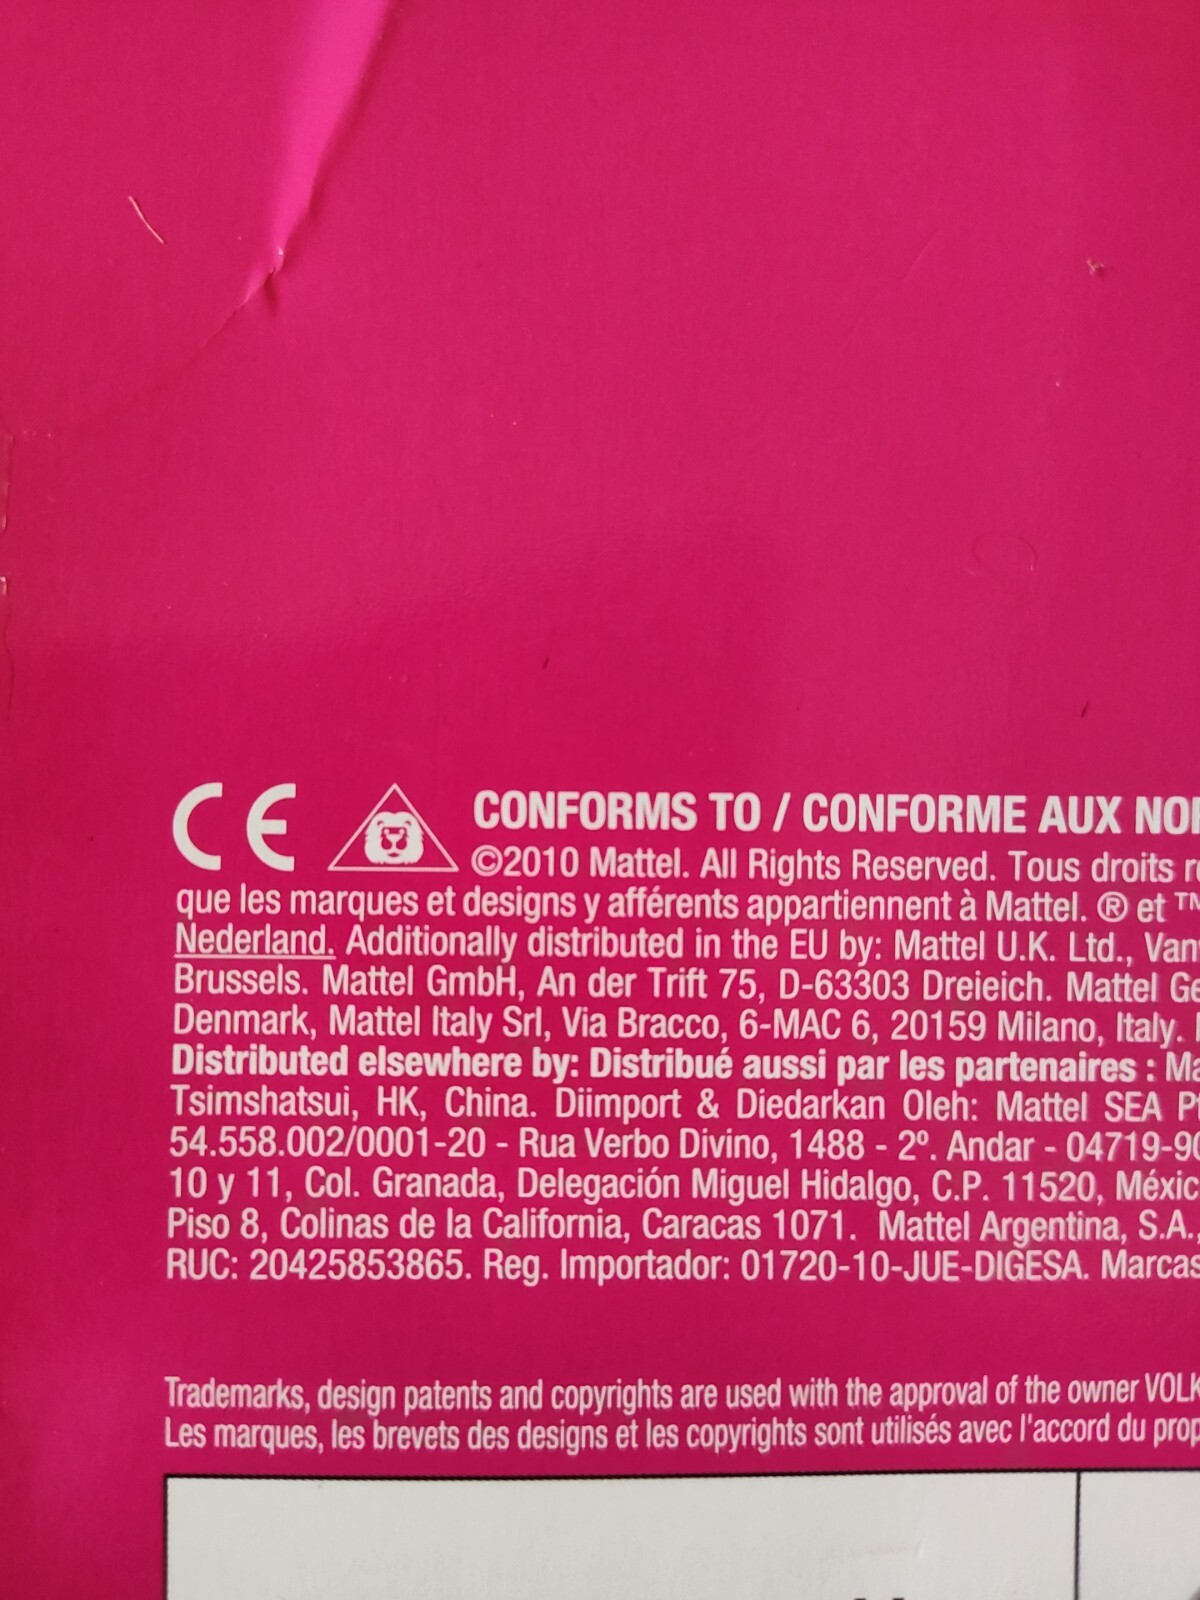 CE CONFORMS TO / CONFORME AUX
©2010 Mattel. All Rights Reserved. Tous droits
que les marques et designs y afférents appartiennent à Mattel. ® et ™
Nederland. Additionally distributed in the EU by: Mattel U.K. Ltd.,
Brussels. Mattel GmbH, An der Trift 75, D-63303 Dreieich. Mattel
Denmark, Mattel Italy Srl, Via Bracco, 6-MAC 6, 20159 Milano, Italy.
Distributed elsewhere by: Distribué aussi par les partenaires :
Tsimshatsui, HK, China. Diimport & Diedarkan Oleh: Mattel SEA
54.558.002/0001-20 - Rua Verbo Divino, 1488 - 2º. Andar -
10 y 11, Col. Granada, Delegación Miguel Hidalgo, C.P. 11520,
Piso 8, Colinas de la California, Caracas 1071. Mattel Argentina, S.A.,
RUC: 20425853865. Reg. Importador: 01720-10-JUE-DIGESA. Marcas
Trademarks, design patents and copyrights are used with the approval of the owner
Les marques, les brevets des designs et les copyrights sont utilisés avec l'accord du